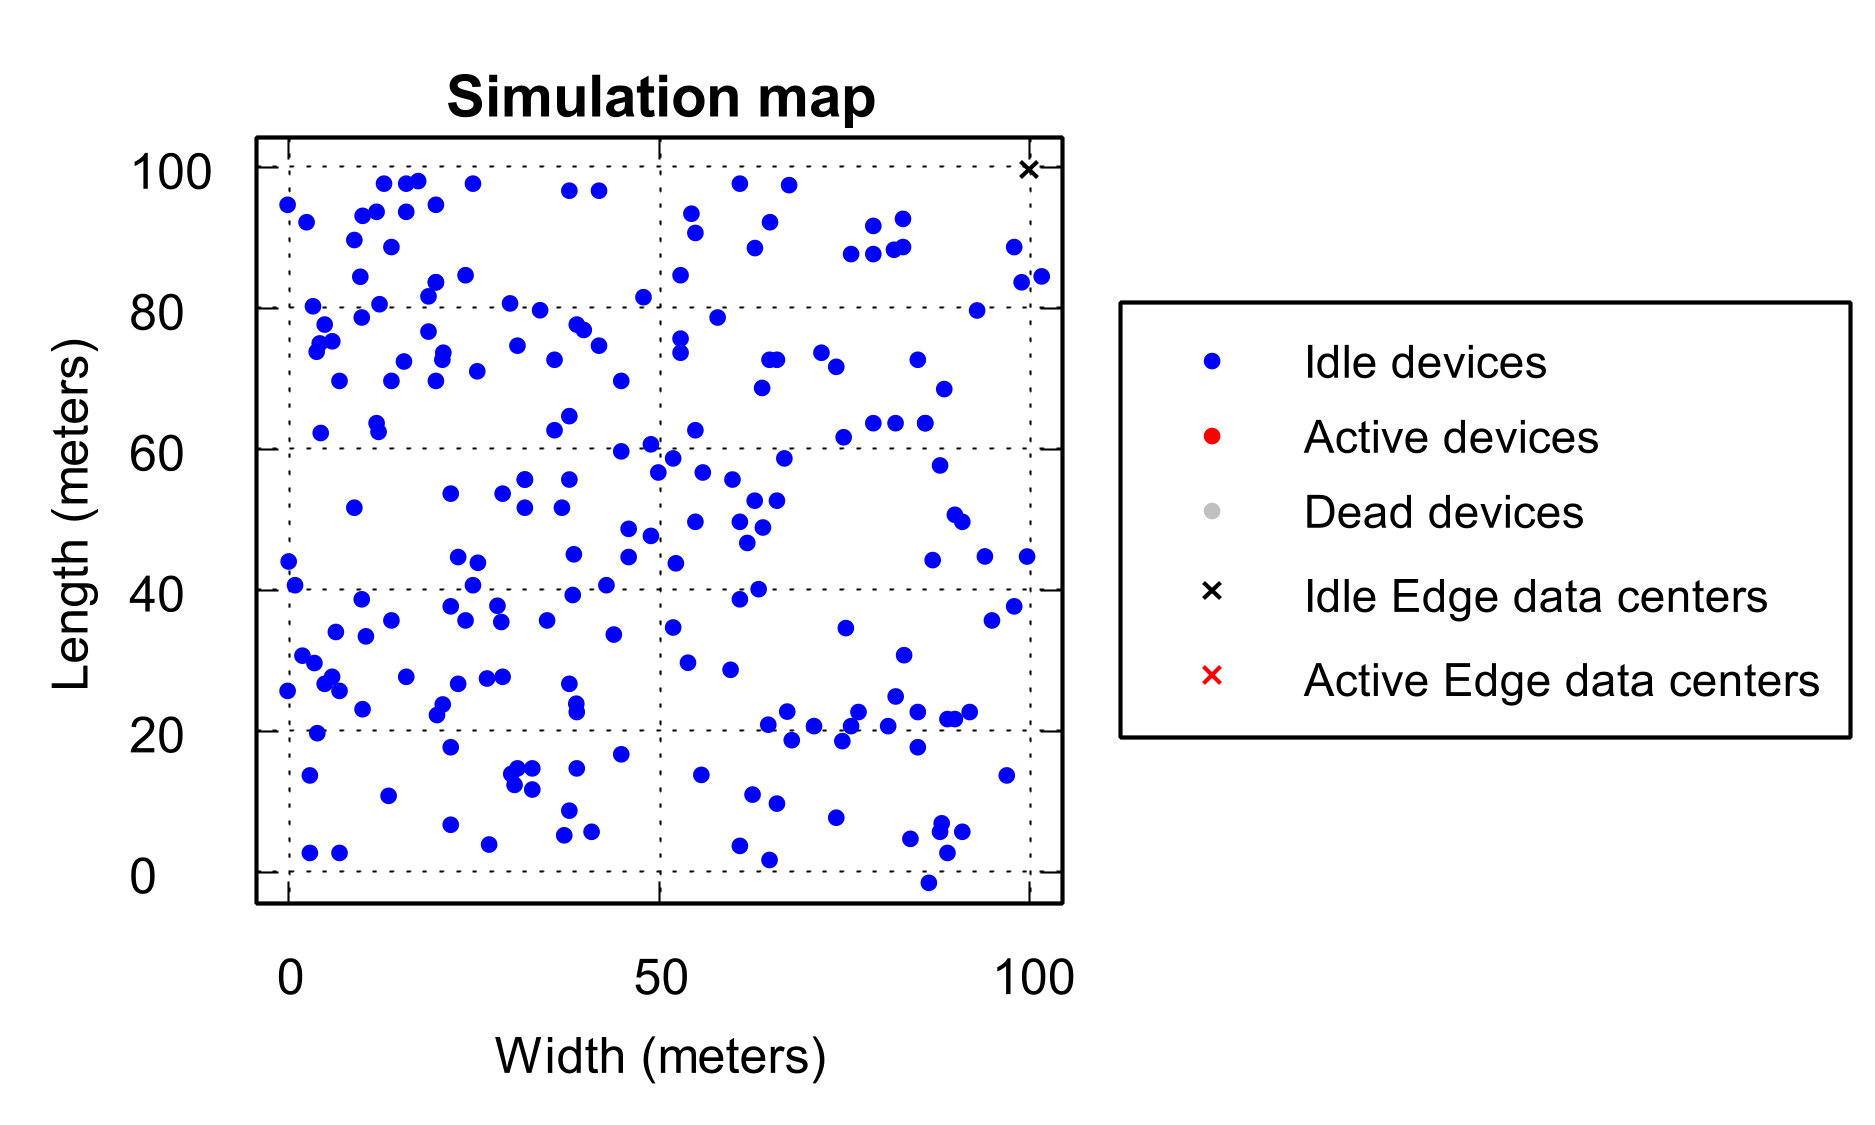 Simulation map
100
80
60
40
20
0
Length (meters)
0 50 100
Width (meters)
Idle devices
Active devices
Dead devices
Idle Edge data centers
Active Edge data centers